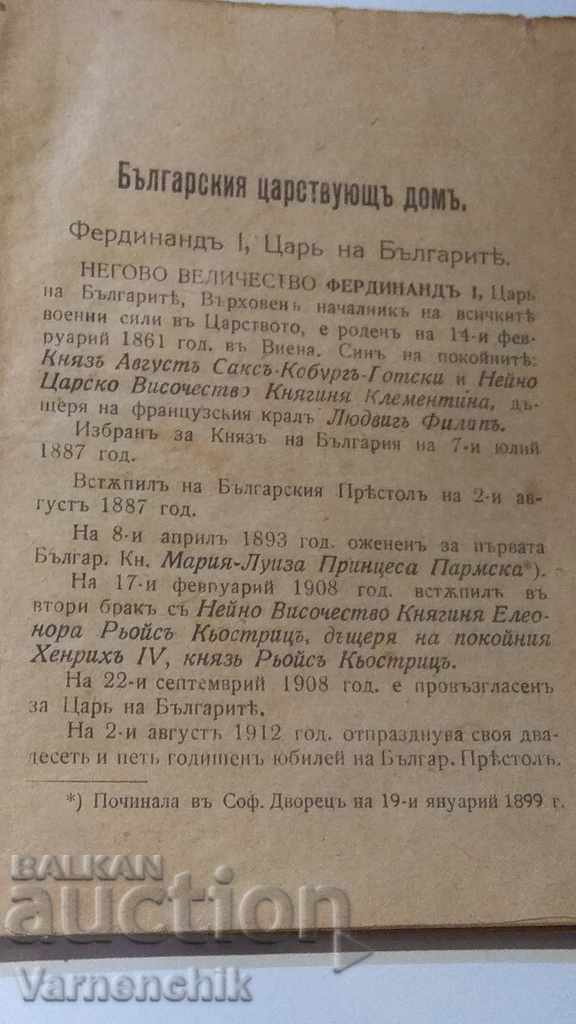 Българския царствующъ домъ.
Фердинандъ I, Царь на Българитѣ.
НЕГОВО ВЕЛИЧЕСТВО ФЕРДИНАНДЪ I, Царь
на Българитѣ, Върховенъ началникъ на всичкитѣ
военни сили въ Царството, е роденъ на 14-и фев-
руарий 1861 год. въ Виена. Синъ на покойнитѣ:
Князъ Августъ Саксъ-Кобургъ-Готски и Нейно
Царско Височество Княгиня Клементина, дъ-
щеря на французския кралъ Людвигъ Филипъ.
Избранъ за Князъ на България на 7-и юлий
1887 год.
Встѫпилъ на Българския Прѣстолъ на 2-и ав-
густъ 1887 год.
На 8-и априлъ 1893 год. ожененъ за първата
Българ. Кн. Мария-Луиза Принцеса Пармска*).
На 17-и февруарий 1908 год. встѫпилъ въ
втори бракъ съ Нейно Височество Княгиня Елео-
нора Рьойсъ Кьострицъ, дъщеря на покойния
Хенрихъ IV, князъ Рьойсъ Кьострицъ.
На 22-и септемврий 1908 год. е провъзгласенъ
за Царь на Българитѣ.
На 2-и августъ 1912 год. отпразднува своя два-
десеть и петь годишенъ юбилей на Българ. Прѣстолъ.
*) Починала въ Соф. Дворецъ на 19-и януарий 1899 г.
BALKAN
auction
Varnenchik